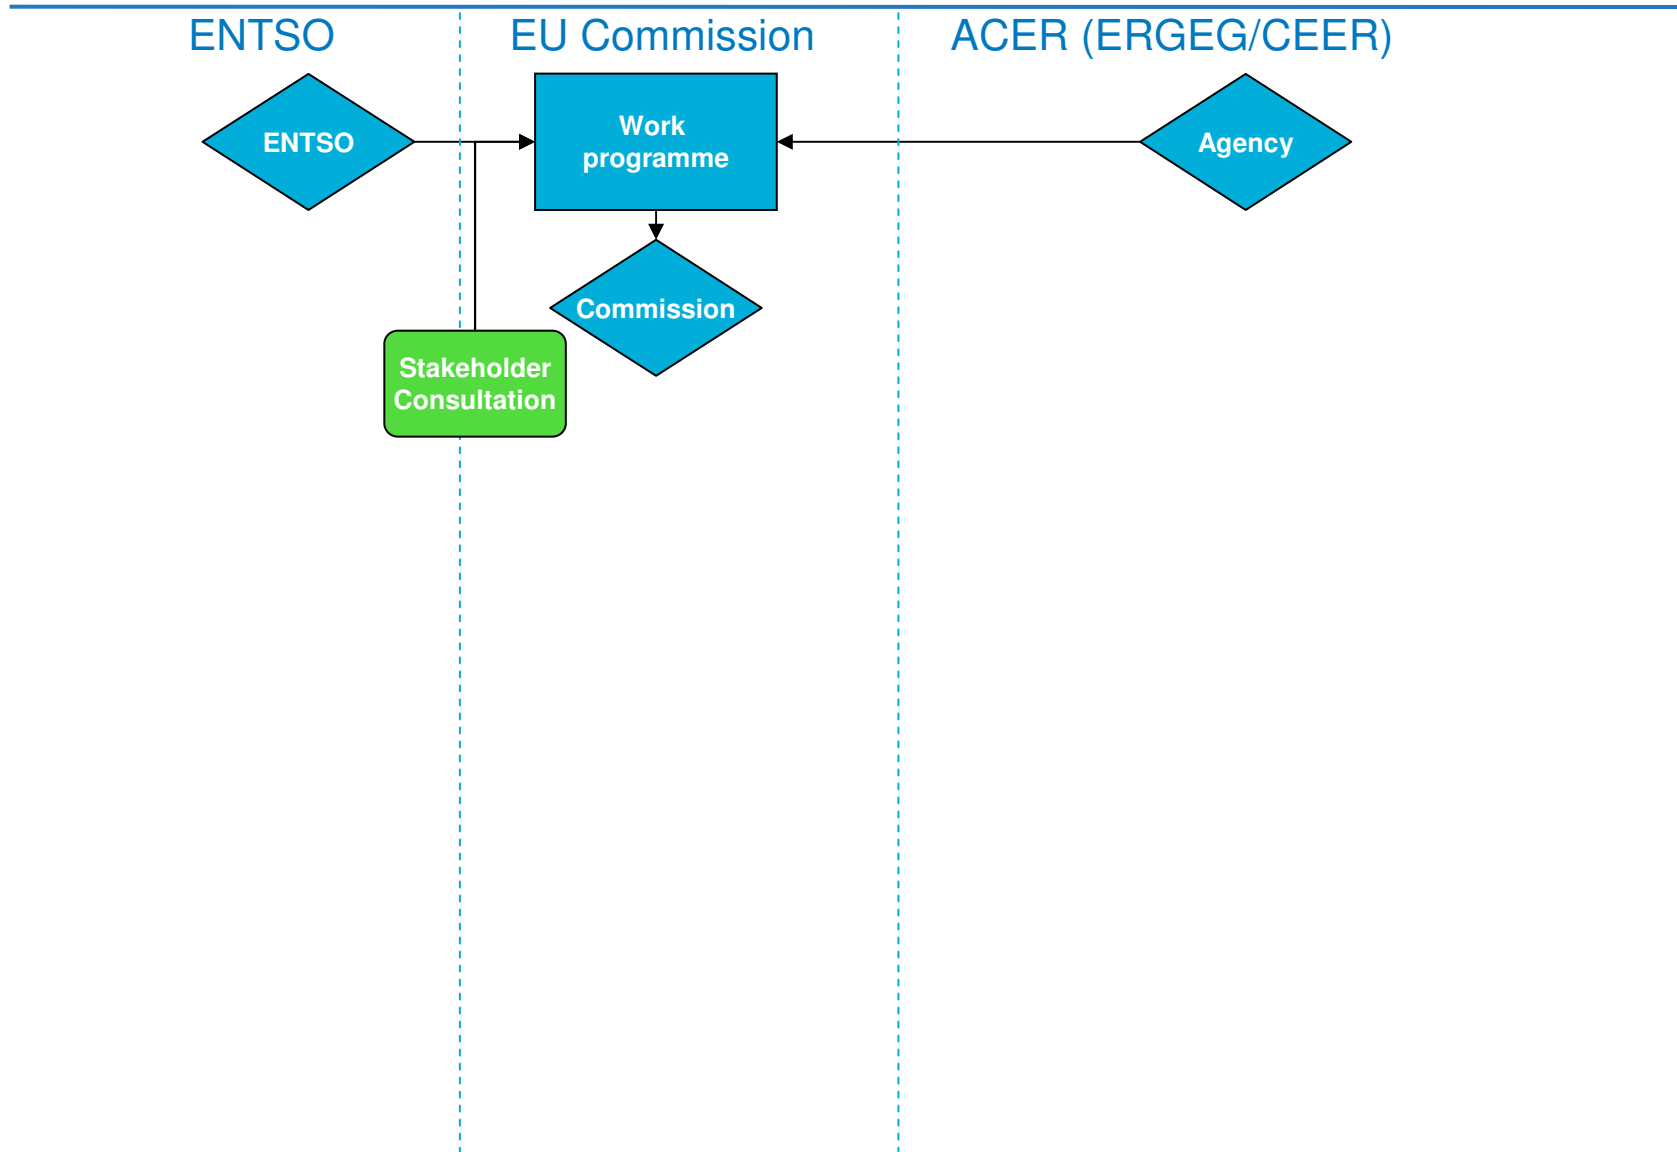 ENTSO
EU Commission
ACER (ERGEG/CEER)
ENTSO
Work
programme
Agency
Commission
Stakeholder
Consultation